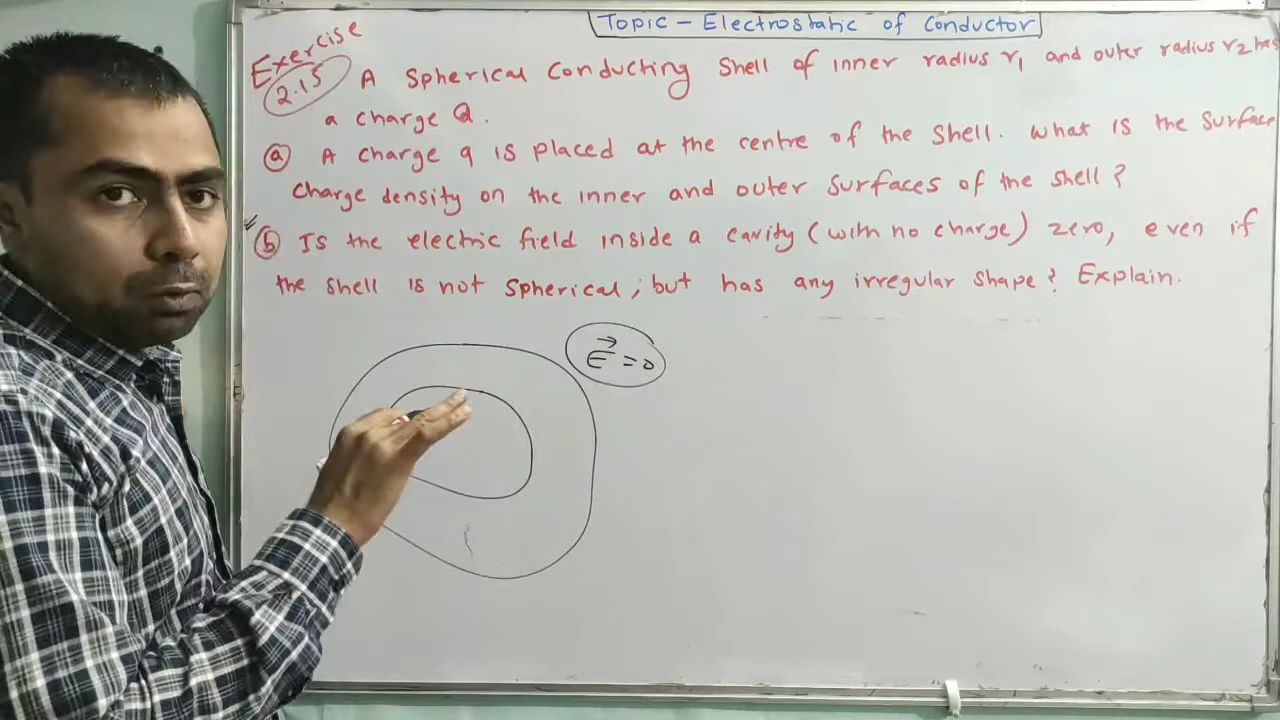 Topic - Electrostatic of Conductor
Exercise
2.15
A Spherical Conducting Shell of inner radius r1 and outer radius r2 has
a charge Q.
(a) A charge q is placed at the centre of the Shell. What is the Surface
Charge density on the inner and outer Surfaces of the shell?
(b) Is the electric field inside a cavity (with no charge) zero, even if
the shell is not Spherical; but has any irregular shape? Explain.
E⃗ = 0